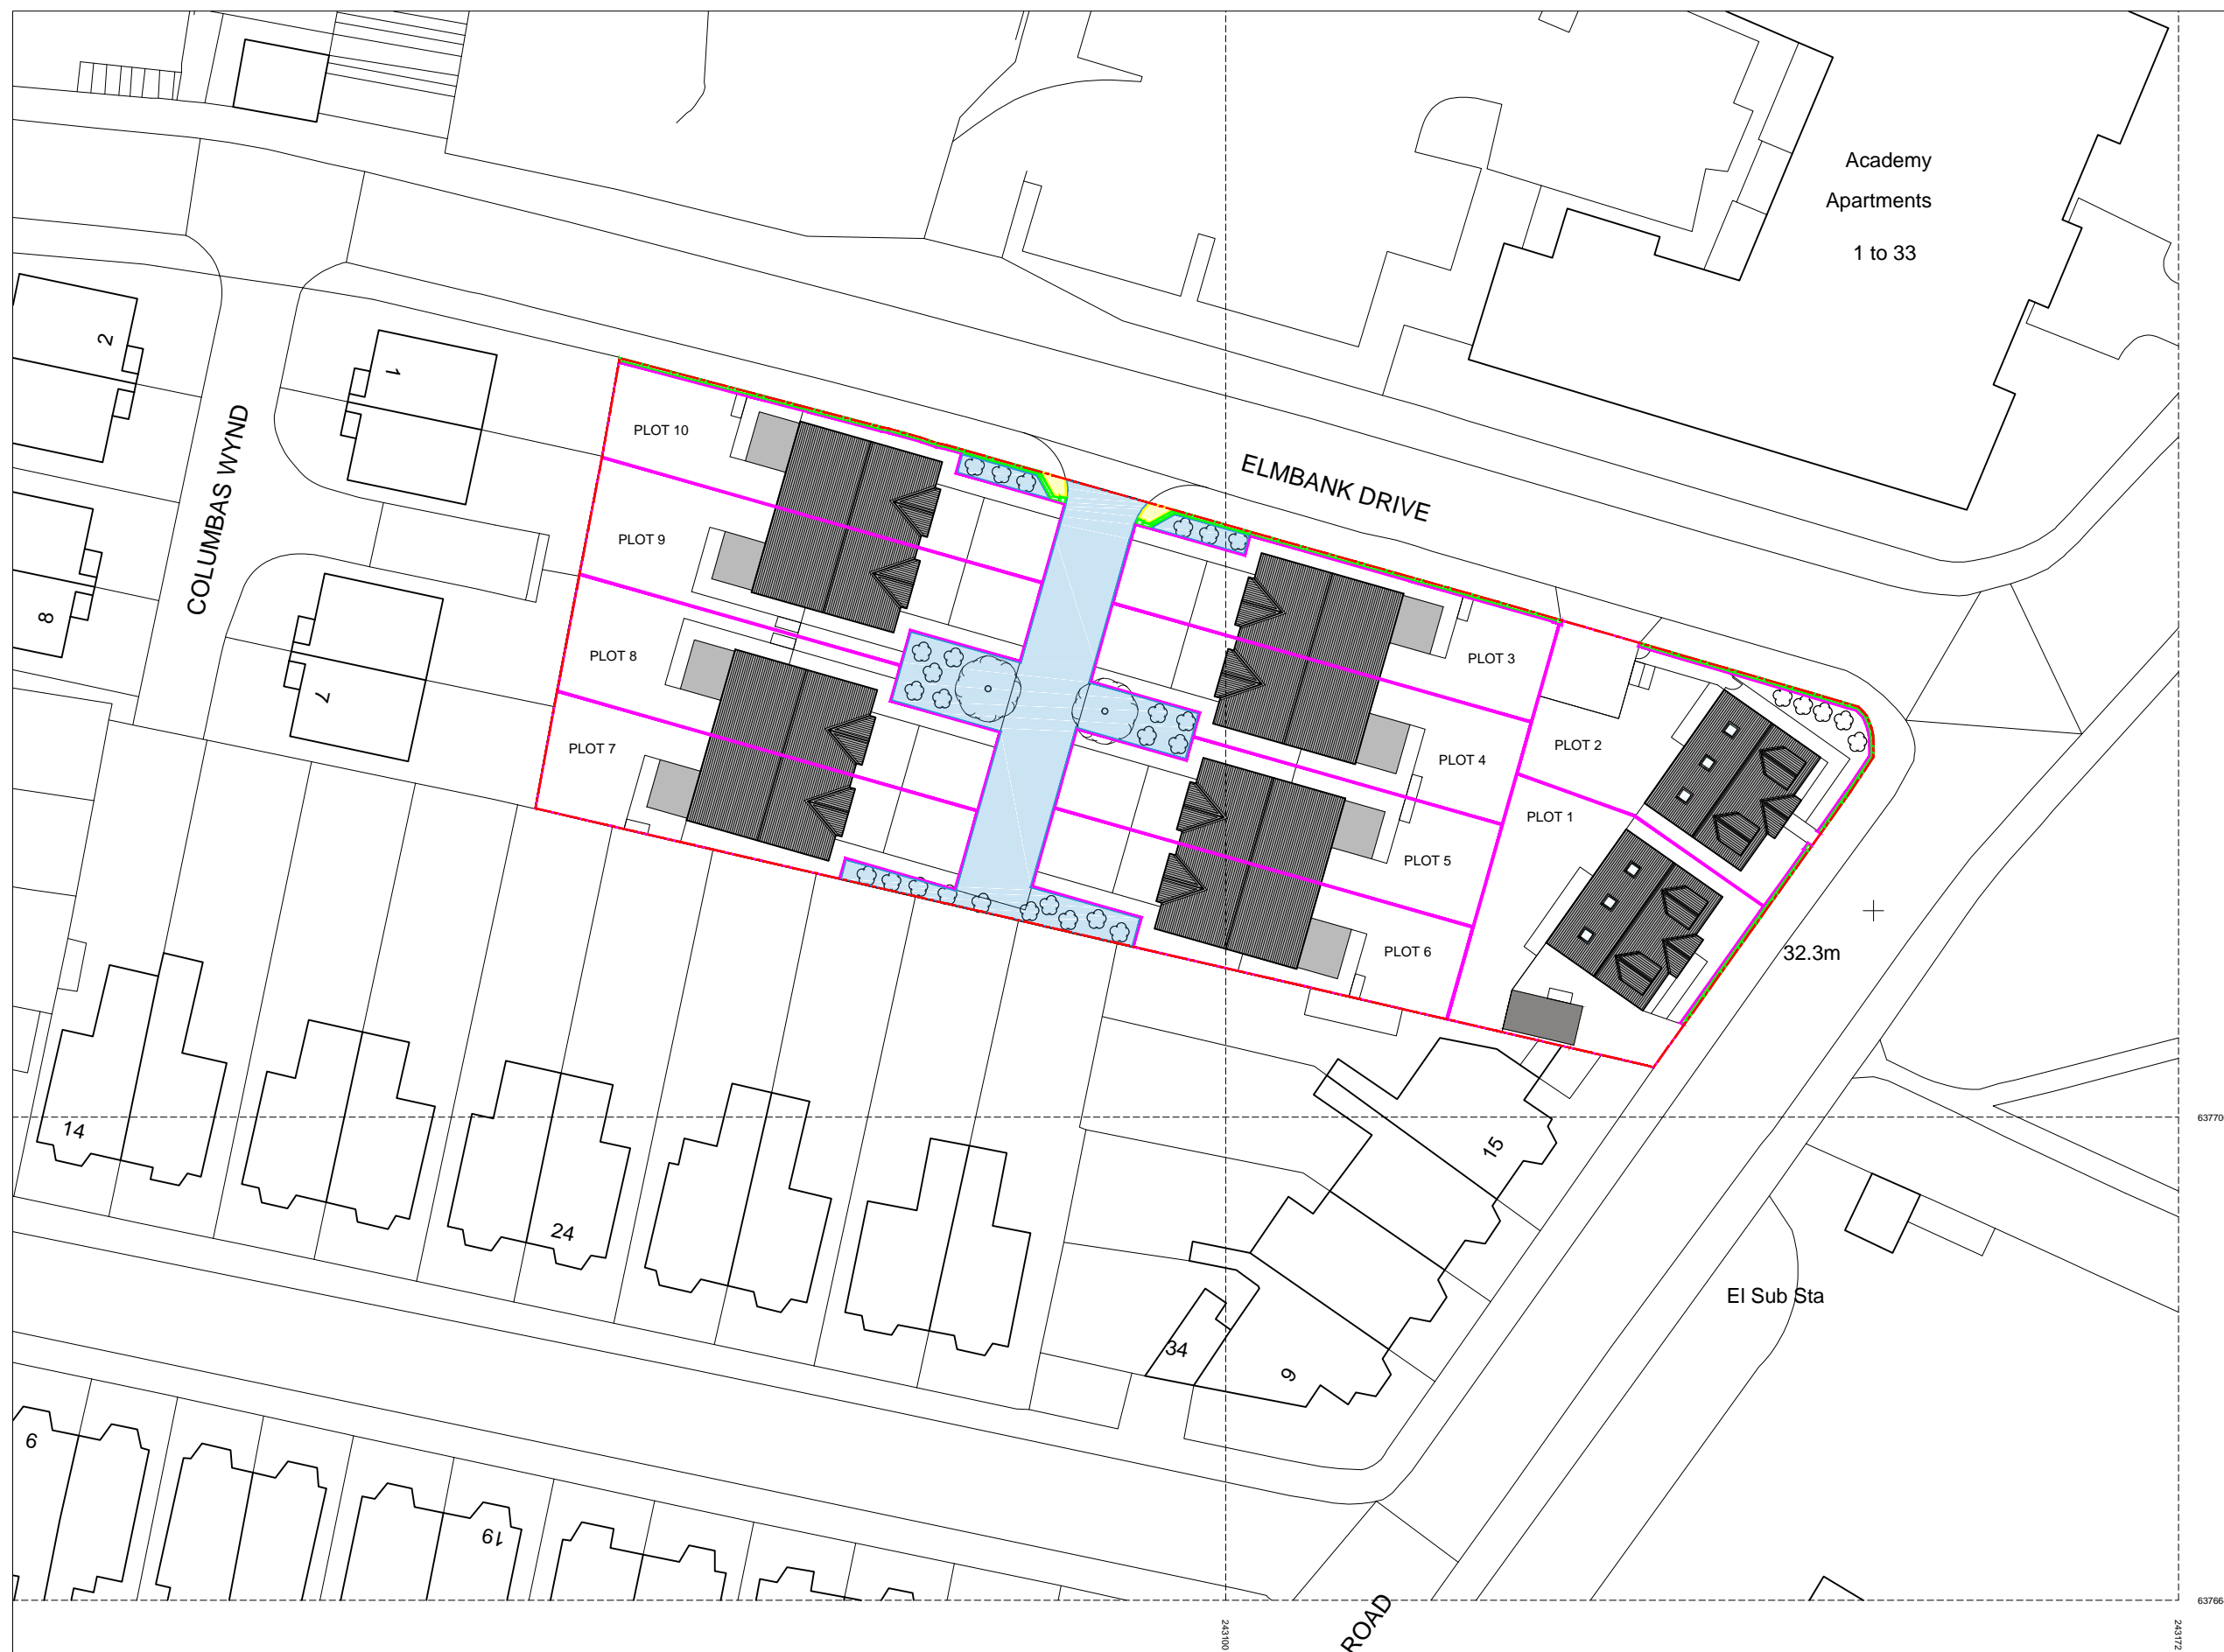 Academy
Apartments
1 to 33
2
1
COLUMBAS WYND
PLOT 10
ELMBANK DRIVE
PLOT 9
8
7
PLOT 8
PLOT 3
PLOT 7
PLOT 2
PLOT 4
PLOT 1
PLOT 5
PLOT 6
32.3m
14
24
15
63770
El Sub Sta
34
9
9
19
63766
ROAD
243100
243172